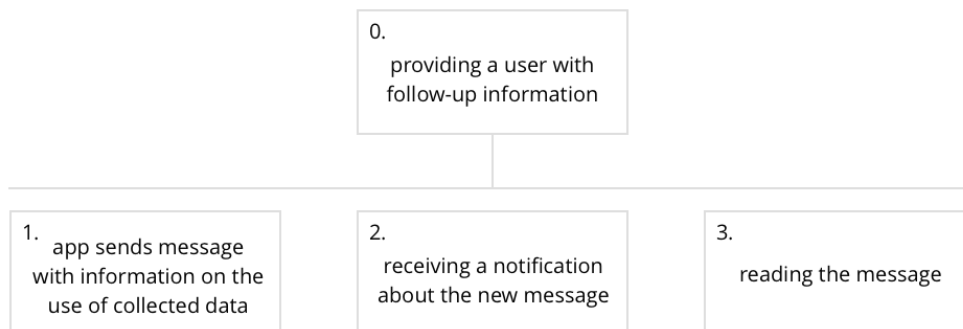 0.
providing a user with
follow-up information
1.
app sends message
with information on the
use of collected data
2.
receiving a notification
about the new message
3.
reading the message